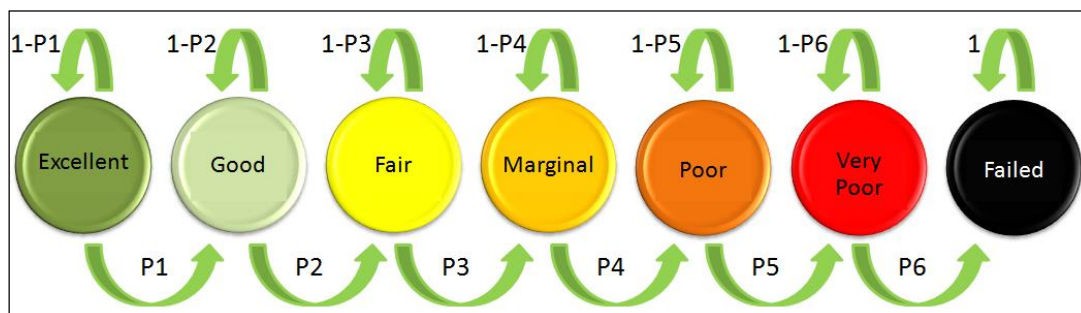 1-P1 1-P2 1-P3 1-P4 1-P5 1-P6 1
Excellent Good Fair Marginal Poor Very Poor Failed
P1 P2 P3 P4 P5 P6